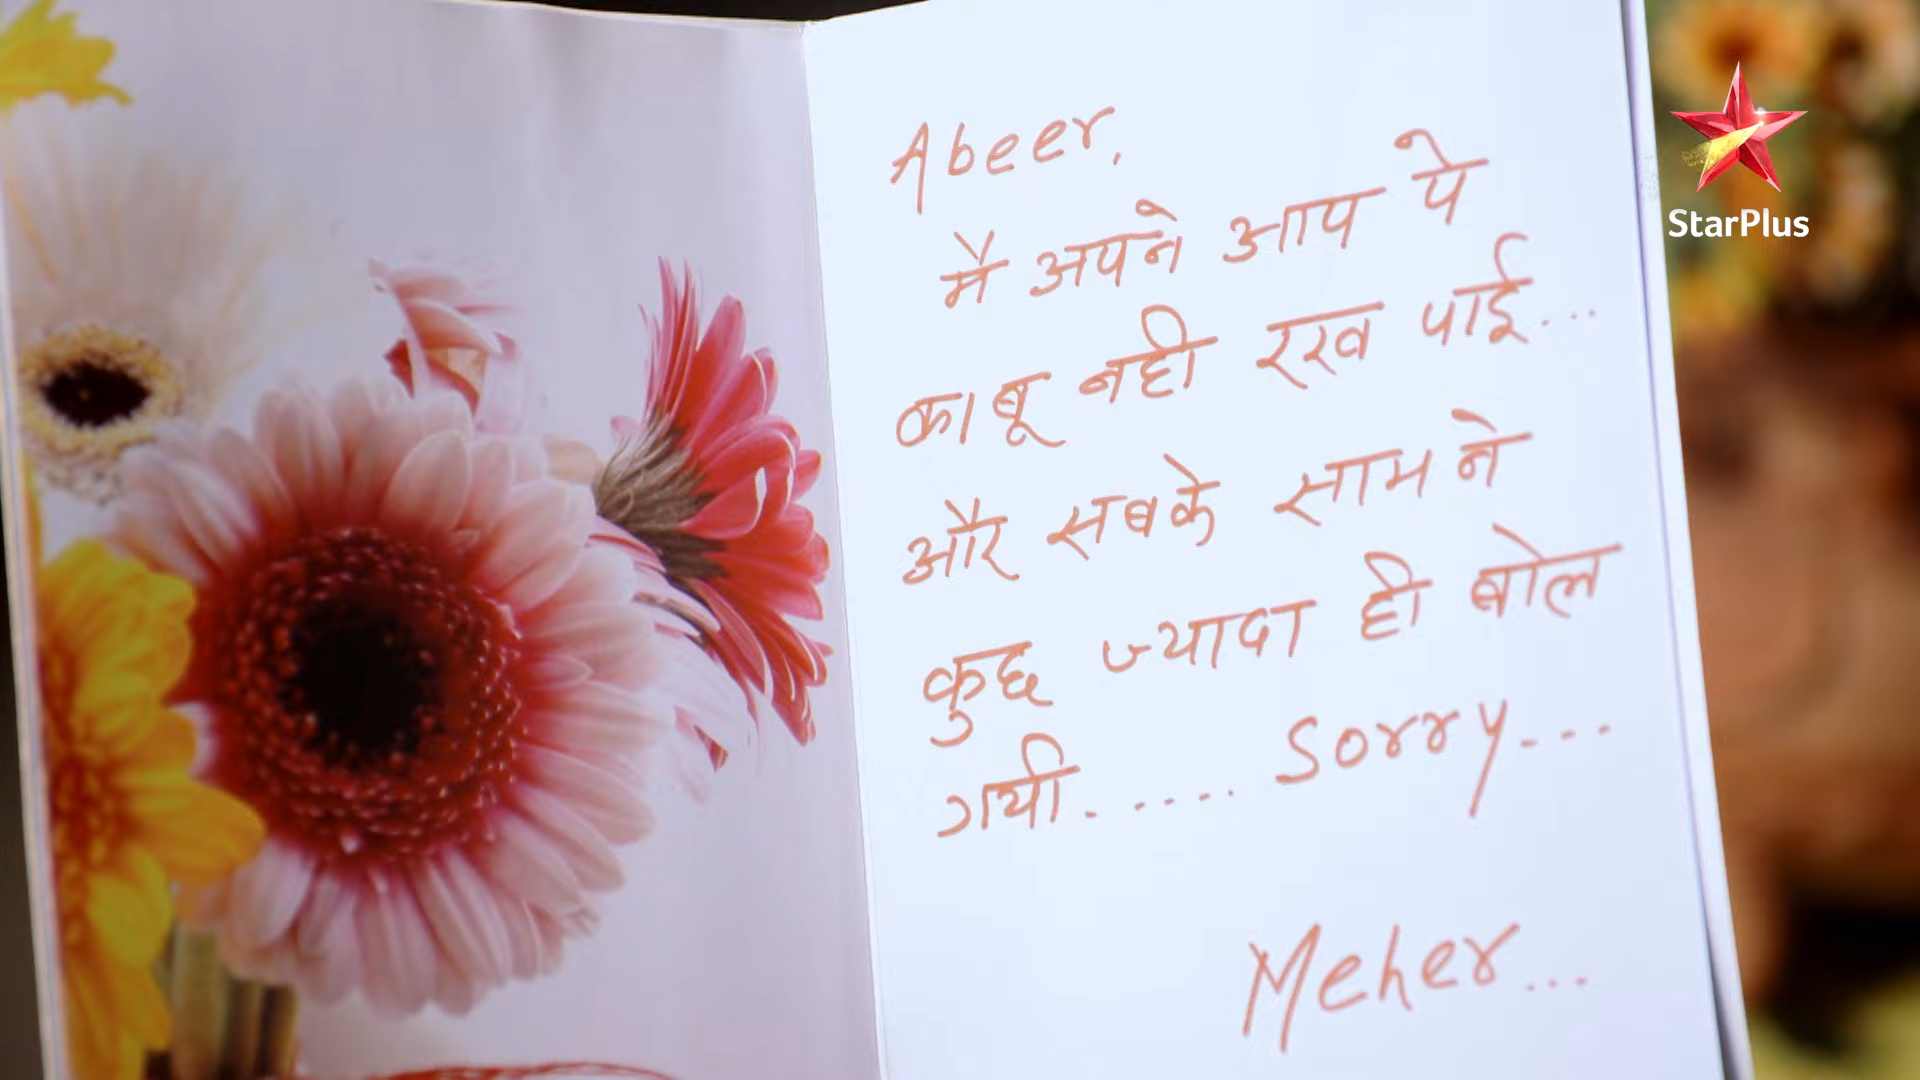 Abeer,
मै अपने आप पे
काबू नही रख पाई...
और सबके सामने
कुछ ज्यादा ही बोल
गयी...... Sorry...
Meher...
StarPlus